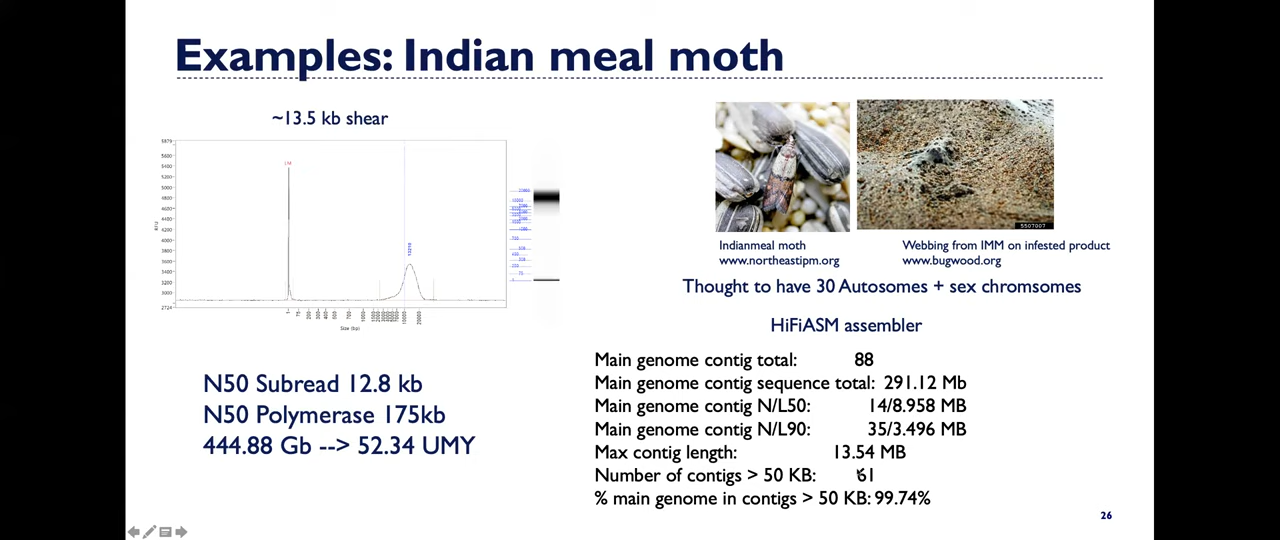 Examples: Indian meal moth
~13.5 kb shear
Size (bp)
N50 Subread 12.8 kb
N50 Polymerase 175kb
444.88 Gb --> 52.34 UMY
5507007
Indianmeal moth
www.northeastipm.org
Webbing from IMM on infested product
www.bugwood.org
Thought to have 30 Autosomes + sex chromsomes
HiFiASM assembler
Main genome contig total: 88
Main genome contig sequence total: 291.12 Mb
Main genome contig N/L50: 14/8.958 MB
Main genome contig N/L90: 35/3.496 MB
Max contig length: 13.54 MB
Number of contigs > 50 KB: 61
% main genome in contigs > 50 KB: 99.74%
26